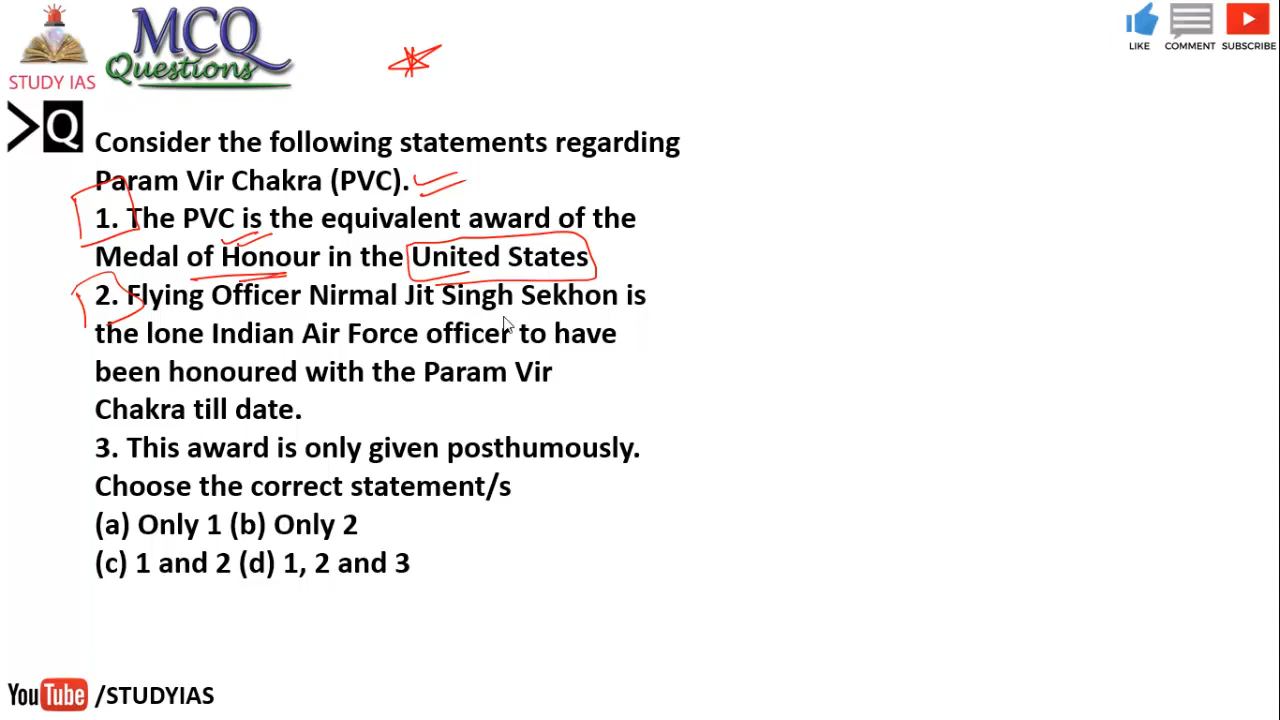 MCQ
Questions
STUDY IAS
LIKE COMMENT SUBSCRIBE
>Q
Consider the following statements regarding
Param Vir Chakra (PVC).
1. The PVC is the equivalent award of the
Medal of Honour in the United States
2. Flying Officer Nirmal Jit Singh Sekhon is
the lone Indian Air Force officer to have
been honoured with the Param Vir
Chakra till date.
3. This award is only given posthumously.
Choose the correct statement/s
(a) Only 1 (b) Only 2
(c) 1 and 2 (d) 1, 2 and 3
YouTube /STUDYIAS